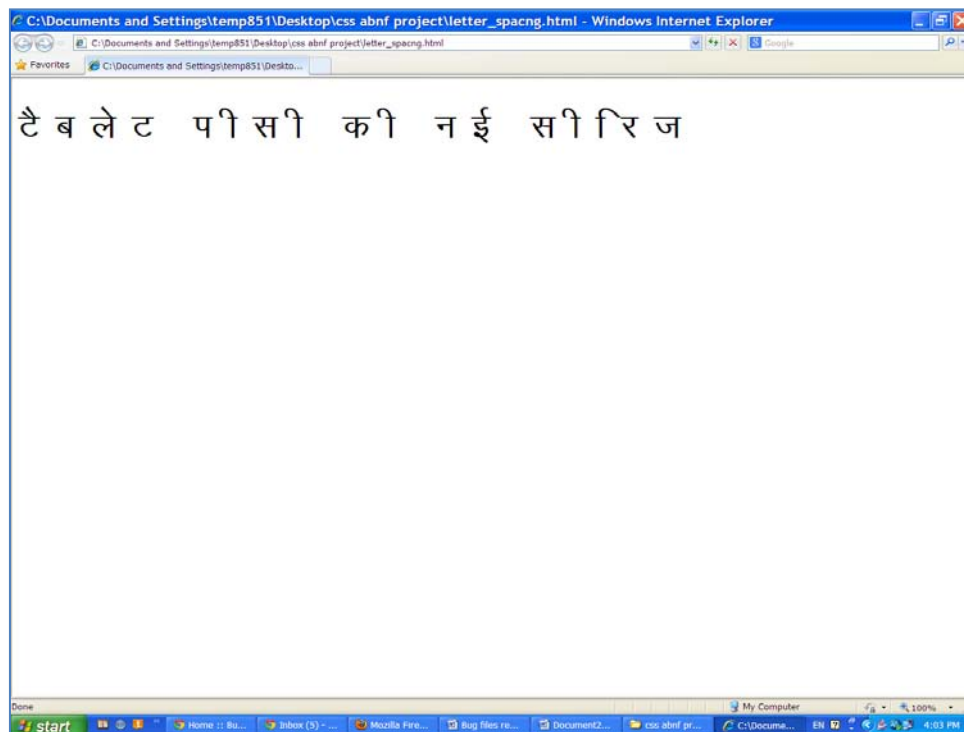 C:\Documents and Settings\temp851\Desktop\css abnf project\letter_spacng.html - Windows Internet Explorer
C:\Documents and Settings\temp851\Desktop\css abnf project\letter_spacng.html
Google
Favorites
C:\Documents and Settings\temp851\Deskto...
टैबलेट पीसी की नई सीरिज
Done
My Computer
100%
start
Home :: Bu...
Inbox (5) - ...
Mozilla Fire...
Bug files re...
Document2...
css abnf pr...
C:\Docume...
EN
4:03 PM